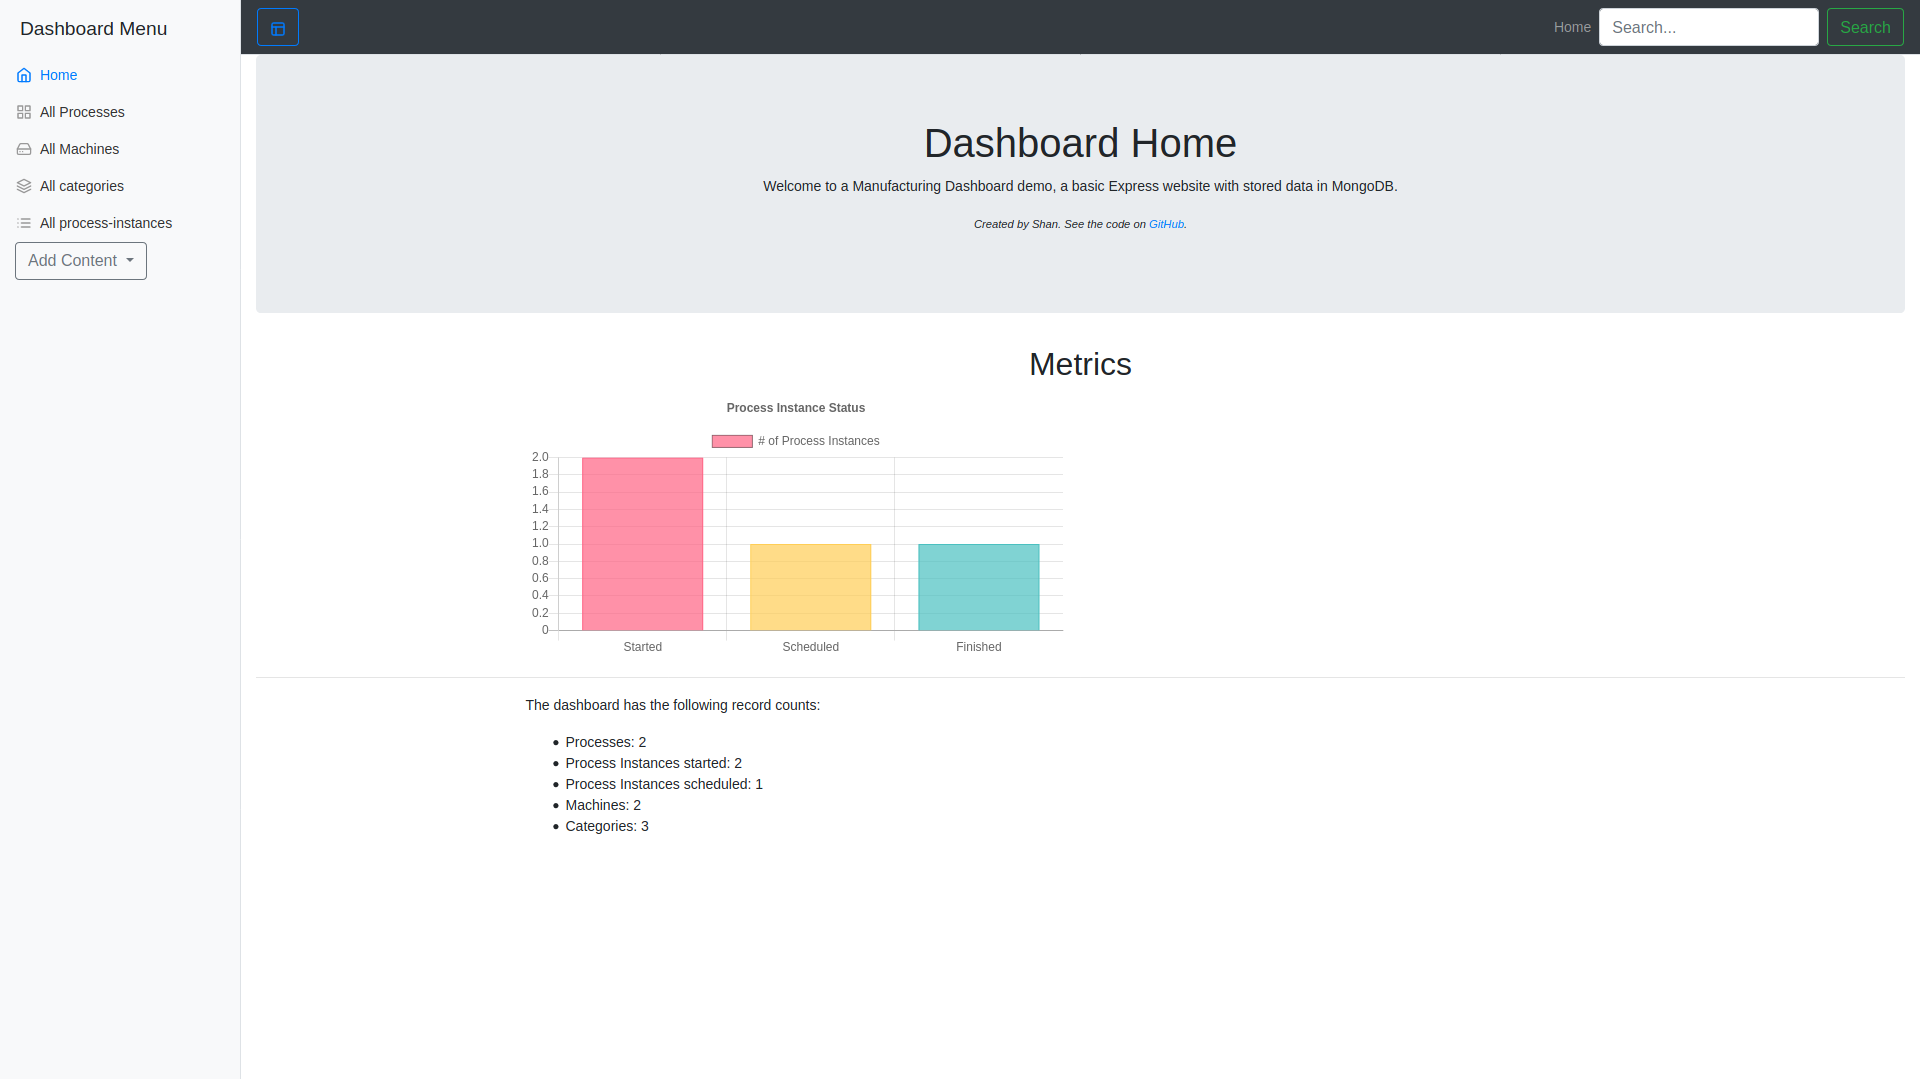 Dashboard Menu
Home
All Processes
All Machines
All categories
All process-instances
Add Content
Home
Search...
Search
Dashboard Home
Welcome to a Manufacturing Dashboard demo, a basic Express website with stored data in MongoDB.
Created by Shan. See the code on GitHub.
Metrics
Process Instance Status
# of Process Instances
2.0
1.8
1.6
1.4
1.2
1.0
0.8
0.6
0.4
0.2
0
Started Scheduled Finished
The dashboard has the following record counts:
Processes: 2
Process Instances started: 2
Process Instances scheduled: 1
Machines: 2
Categories: 3